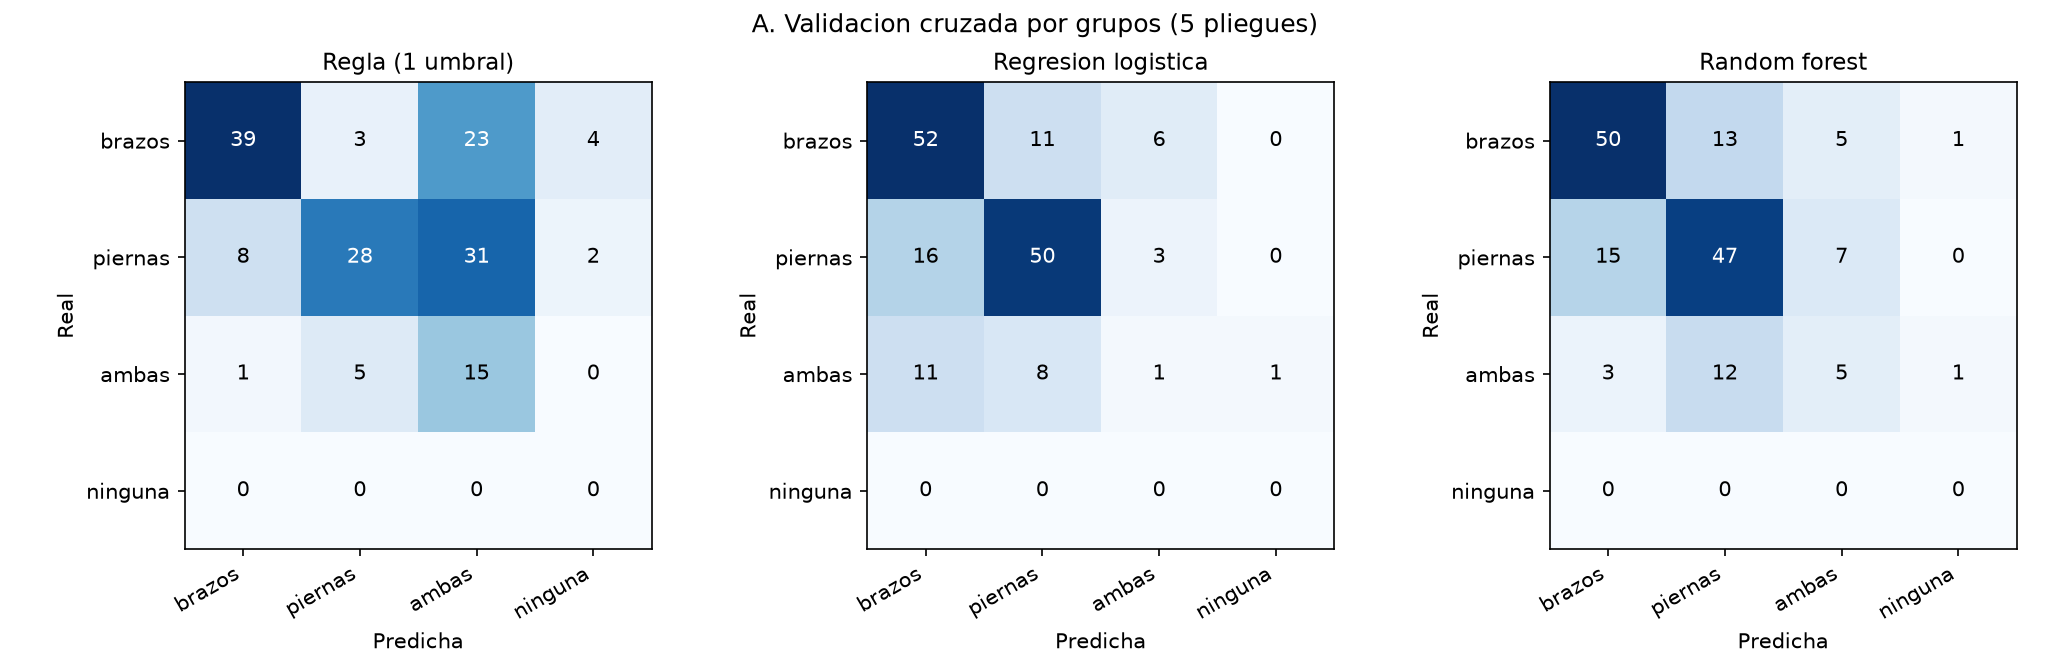 A. Validacion cruzada por grupos (5 pliegues)
Regla (1 umbral)
Real
brazos 39 3 23 4
piernas 8 28 31 2
ambas 1 5 15 0
ninguna 0 0 0 0
brazos piernas ambas ninguna
Predicha
Regresion logistica
Real
brazos 52 11 6 0
piernas 16 50 3 0
ambas 11 8 1 1
ninguna 0 0 0 0
brazos piernas ambas ninguna
Predicha
Random forest
Real
brazos 50 13 5 1
piernas 15 47 7 0
ambas 3 12 5 1
ninguna 0 0 0 0
brazos piernas ambas ninguna
Predicha